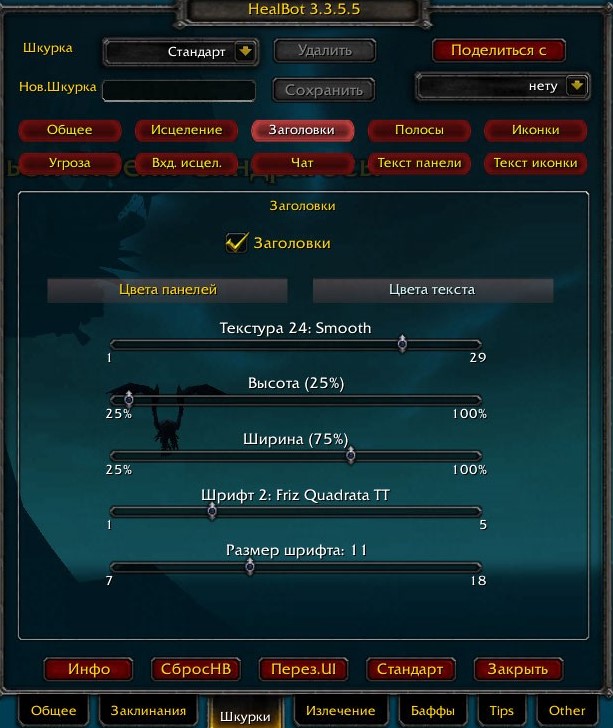 HealBot 3.3.5.5
Шкурка Стандарт Удалить Поделиться с
Нов.Шкурка Сохранить нету
Общее Исцеление Заголовки Полосы Иконки
Угроза Вхд. исцел. Чат Текст панели Текст иконки
Заголовки
Заголовки
Цвета панелей Цвета текста
Текстура 24: Smooth
1 29
Высота (25%)
25% 100%
Ширина (75%)
25% 100%
Шрифт 2: Friz Quadrata TT
1 5
Размер шрифта: 11
7 18
Инфо СбросHB Перез.UI Стандарт Закрыть
Общее Заклинания Шкурки Излечение Баффы Tips Other